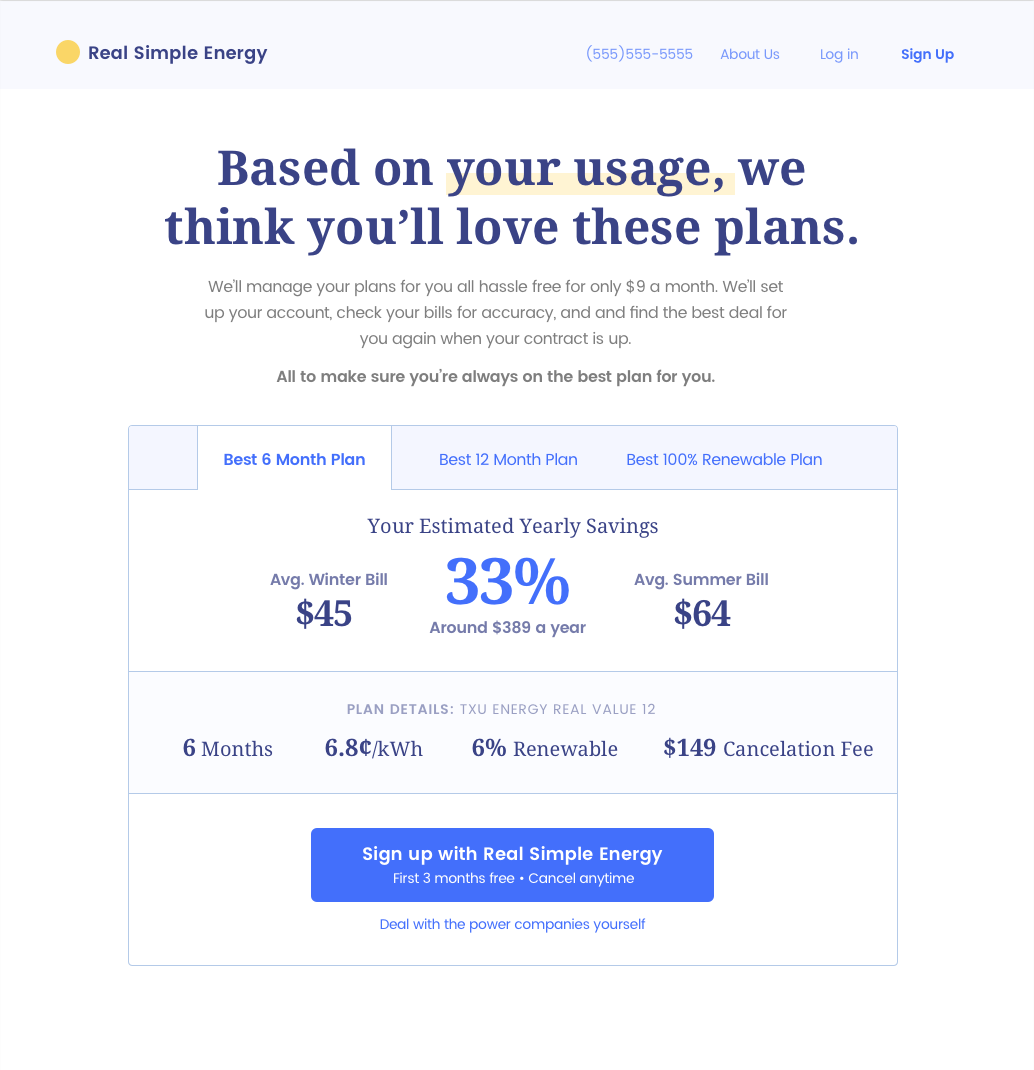 Real Simple Energy
(555)555-5555 About Us Log in Sign Up
Based on your usage, we
think you’ll love these plans.
We'll manage your plans for you all hassle free for only $9 a month. We'll set
up your account, check your bills for accuracy, and and find the best deal for
you again when your contract is up.
All to make sure you’re always on the best plan for you.
Best 6 Month Plan Best 12 Month Plan Best 100% Renewable Plan
Your Estimated Yearly Savings
Avg. Winter Bill
$45
33%
Around $389 a year
Avg. Summer Bill
$64
PLAN DETAILS: TXU ENERGY REAL VALUE 12
6 Months 6.8¢/kWh 6% Renewable $149 Cancelation Fee
Sign up with Real Simple Energy
First 3 months free • Cancel anytime
Deal with the power companies yourself